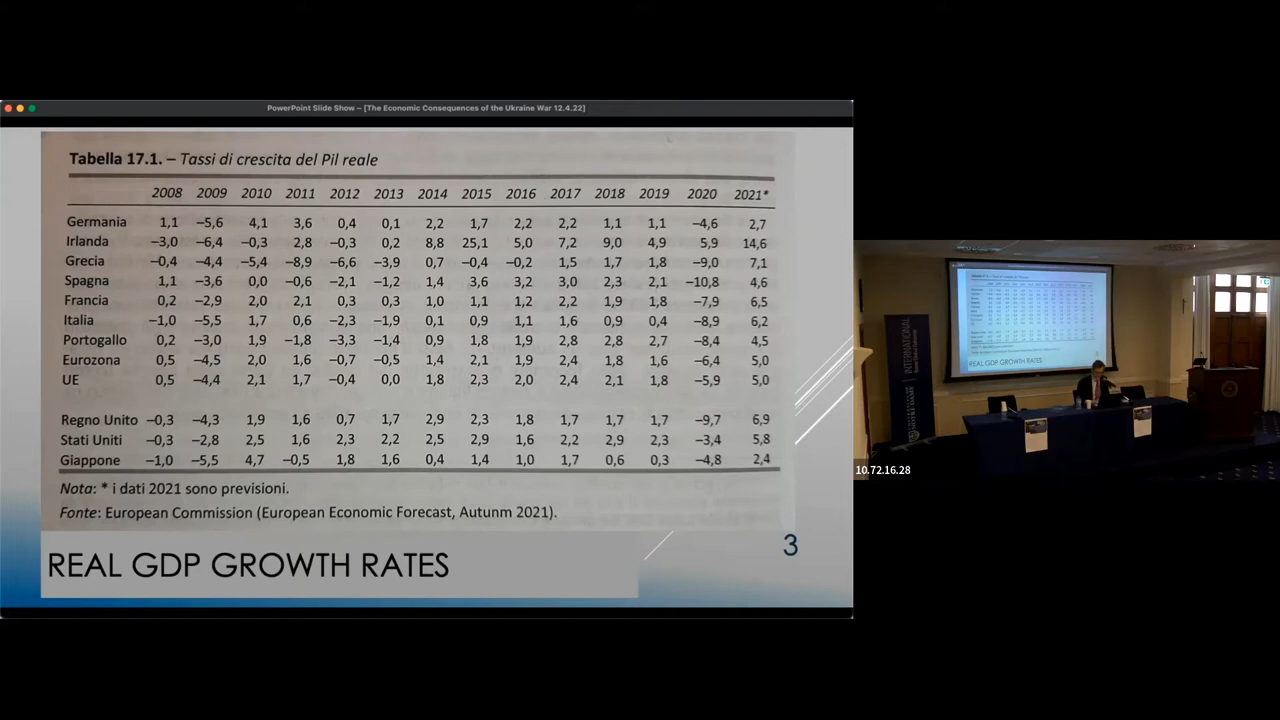 PowerPoint Slide Show – [The Economic Consequences of the Ukraine War 12.4.22]
Tabella 17.1. – Tassi di crescita del Pil reale
2008 2009 2010 2011 2012 2013 2014 2015 2016 2017 2018 2019 2020 2021*
Germania 1,1 –5,6 4,1 3,6 0,4 0,1 2,2 1,7 2,2 2,2 1,1 1,1 –4,6 2,7
Irlanda –3,0 –6,4 –0,3 2,8 –0,3 0,2 8,8 25,1 5,0 7,2 9,0 4,9 5,9 14,6
Grecia –0,4 –4,4 –5,4 –8,9 –6,6 –3,9 0,7 –0,4 –0,2 1,5 1,7 1,8 –9,0 7,1
Spagna 1,1 –3,6 0,0 –0,6 –2,1 –1,2 1,4 3,6 3,2 3,0 2,3 2,1 –10,8 4,6
Francia 0,2 –2,9 2,0 2,1 0,3 0,3 1,0 1,1 1,2 2,2 1,9 1,8 –7,9 6,5
Italia –1,0 –5,5 1,7 0,6 –2,3 –1,9 0,1 0,9 1,1 1,6 0,9 0,4 –8,9 6,2
Portogallo 0,2 –3,0 1,9 –1,8 –3,3 –1,4 0,9 1,8 1,9 2,8 2,8 2,7 –8,4 4,5
Eurozona 0,5 –4,5 2,0 1,6 –0,7 –0,5 1,4 2,1 1,9 2,4 1,8 1,6 –6,4 5,0
UE 0,5 –4,4 2,1 1,7 –0,4 0,0 1,8 2,3 2,0 2,4 2,1 1,8 –5,9 5,0
Regno Unito –0,3 –4,3 1,9 1,6 0,7 1,7 2,9 2,3 1,8 1,7 1,7 1,7 –9,7 6,9
Stati Uniti –0,3 –2,8 2,5 1,6 2,3 2,2 2,5 2,9 1,6 2,2 2,9 2,3 –3,4 5,8
Giappone –1,0 –5,5 4,7 –0,5 1,8 1,6 0,4 1,4 1,0 1,7 0,6 0,3 –4,8 2,4
Nota: * i dati 2021 sono previsioni.
Fonte: European Commission (European Economic Forecast, Autunm 2021).
REAL GDP GROWTH RATES
3
REAL GDP GROWTH RATES
INTERNATIONAL
NOTRE DAME
10.72.16.28